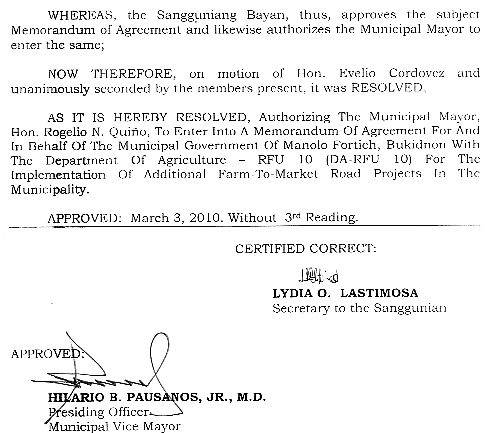 WHEREAS, the Sangguniang Bayan, thus, approves the subject
Memorandum of Agreement and likewise authorizes the Municipal Mayor to
enter the same;
NOW THEREFORE, on motion of Hon. Evelio Cordovez and
unanimously seconded by the members present, it was RESOLVED,
AS IT IS HEREBY RESOLVED, Authorizing The Municipal Mayor,
Hon. Rogelio N. Quiño, To Enter Into A Memorandum Of Agreement For And
In Behalf Of The Municipal Government Of Manolo Fortich, Bukidnon With
The Department Of Agriculture – RFU 10 (DA-RFU 10) For The
Implementation Of Additional Farm-To-Market Road Projects In The
Municipality.
APPROVED: March 3, 2010. Without 3rd Reading.
CERTIFIED CORRECT:
LYDIA O. LASTIMOSA
Secretary to the Sanggunian
APPROVED:
HILARIO B. PAUSANOS, JR., M.D.
Presiding Officer
Municipal Vice Mayor